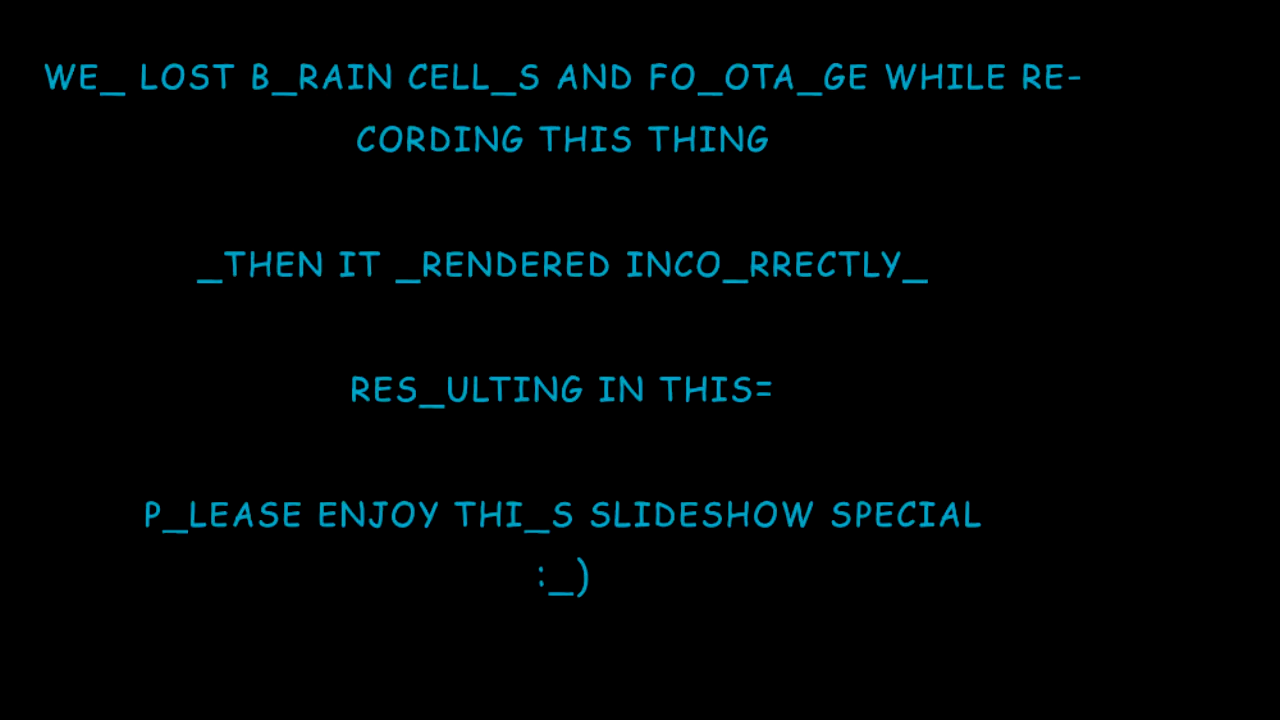 WE_ LOST B_RAIN CELL_S AND FO_OTA_GE WHILE RE-
CORDING THIS THING
_THEN IT _RENDERED INCO_RRECTLY_
RES_ULTING IN THIS=
P_LEASE ENJOY THI_S SLIDESHOW SPECIAL
:_)